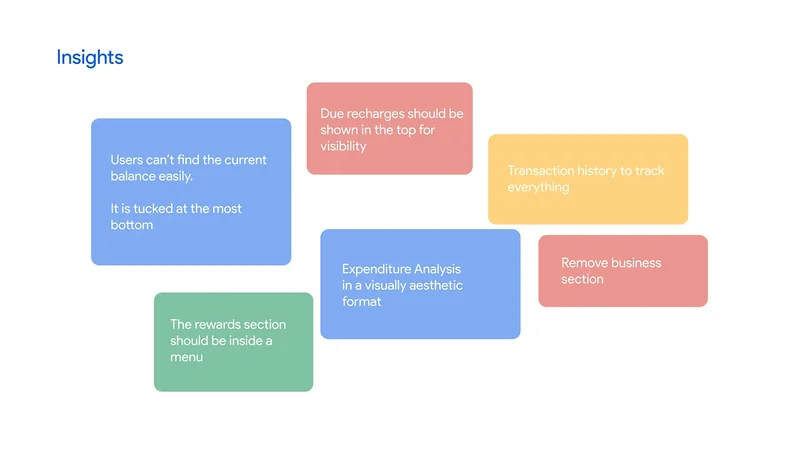 Insights
Users can’t find the current
balance easily.
It is tucked at the most
bottom
Due recharges should be
shown in the top for
visibility
Transaction history to track
everything
Expenditure Analysis
in a visually aesthetic
format
Remove business
section
The rewards section
should be inside a
menu